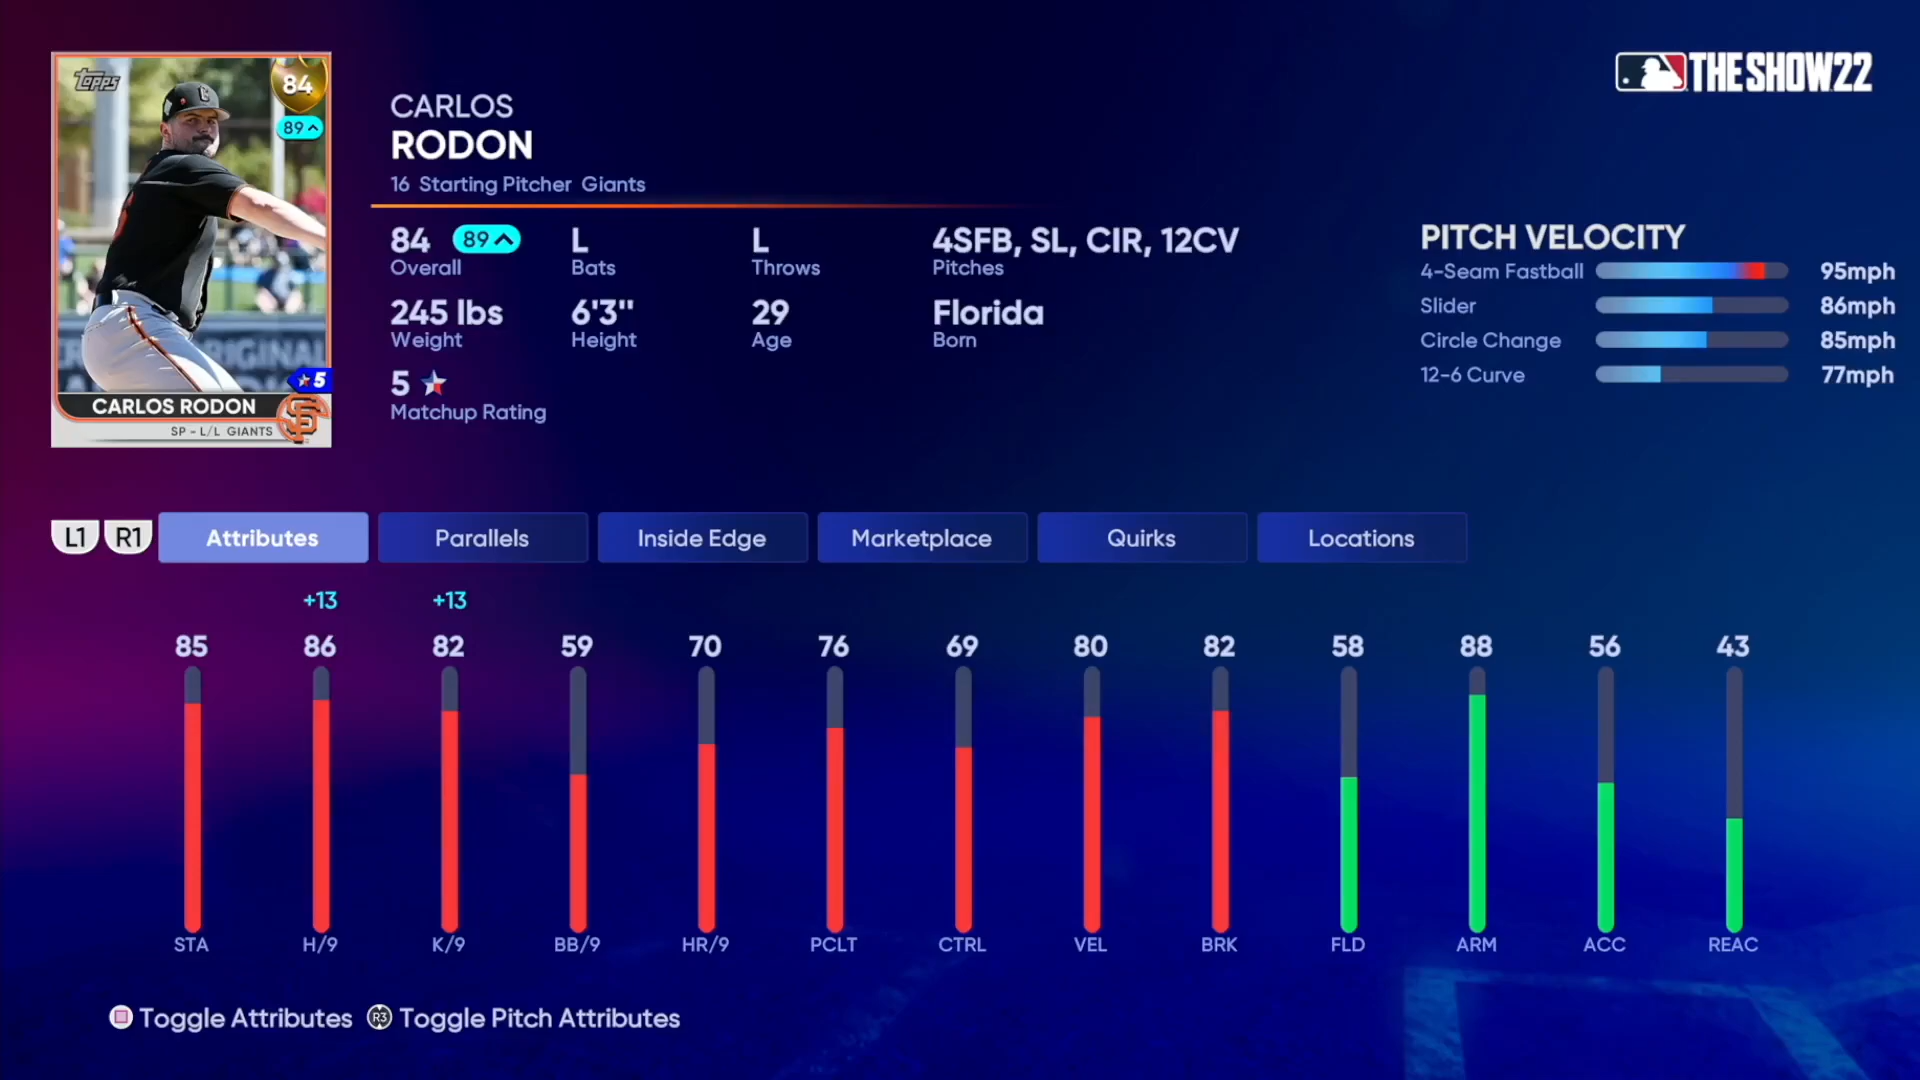 Topps
84
89
5
CARLOS RODON
SP - L/L GIANTS
THE SHOW 22
CARLOS
RODON
16 Starting Pitcher Giants
84 89
Overall
L
Bats
L
Throws
4SFB, SL, CIR, 12CV
Pitches
245 lbs
Weight
6'3"
Height
29
Age
Florida
Born
5
Matchup Rating
PITCH VELOCITY
4-Seam Fastball 95mph
Slider 86mph
Circle Change 85mph
12-6 Curve 77mph
L1 R1 Attributes Parallels Inside Edge Marketplace Quirks Locations
+13 +13
85 86 82 59 70 76 69 80 82 58 88 56 43
STA H/9 K/9 BB/9 HR/9 PCLT CTRL VEL BRK FLD ARM ACC REAC
Toggle Attributes R3 Toggle Pitch Attributes